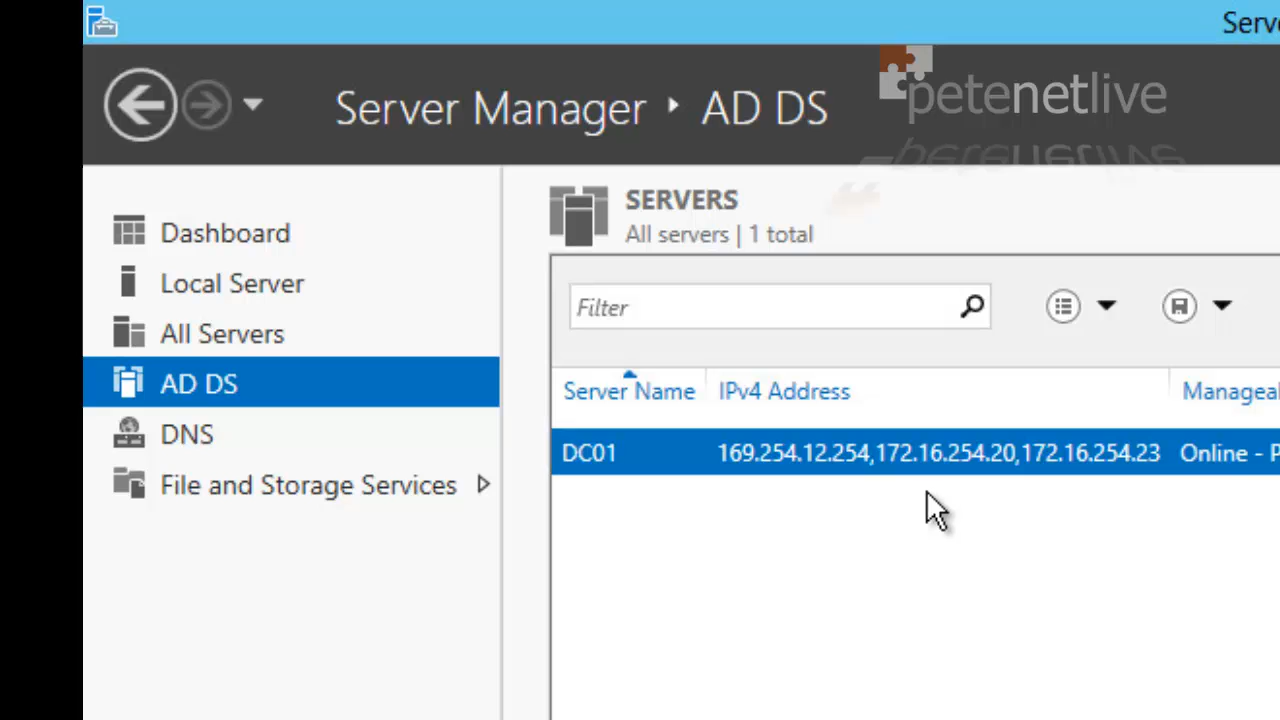 Serv
Server Manager ‣ AD DS
petenetlive
Dashboard
Local Server
All Servers
AD DS
DNS
File and Storage Services
SERVERS
All servers | 1 total
Filter
Server Name
IPv4 Address
Manageal
DC01
169.254.12.254,172.16.254.20,172.16.254.23
Online - P